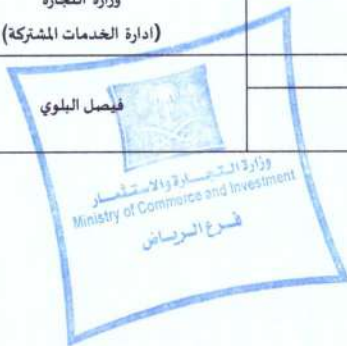 وزارة التجارة
(ادارة الخدمات المشتركة)
فيصل البلوي
وزارة التجارة والاستثمار
Ministry of Commerce and Investment
فرع الرياض